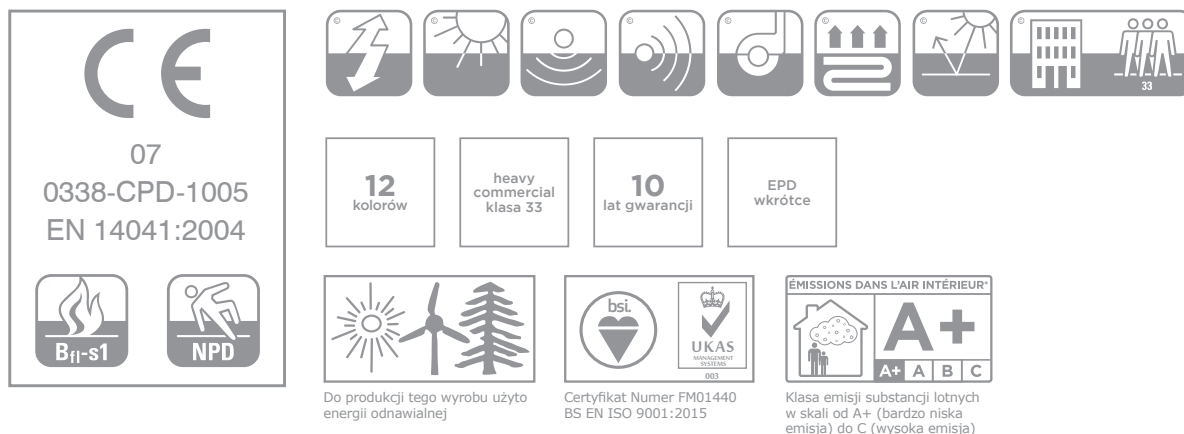 CE
07
0338-CPD-1005
EN 14041:2004
Bfl-s1
NPD
©
©
©
©
©
©
©
33
12
kolorów
heavy
commercial
klasa 33
10
lat gwarancji
EPD
wkrótce
Do produkcji tego wyrobu użyto
energii odnawialnej
bsi.
UKAS
MANAGEMENT
SYSTEMS
003
Certyfikat Numer FM01440
BS EN ISO 9001:2015
ÉMISSIONS DANS L'AIR INTÉRIEUR*
A+
A+ A B C
Klasa emisji substancji lotnych
w skali od A+ (bardzo niska
emisja) do C (wysoka emisja)